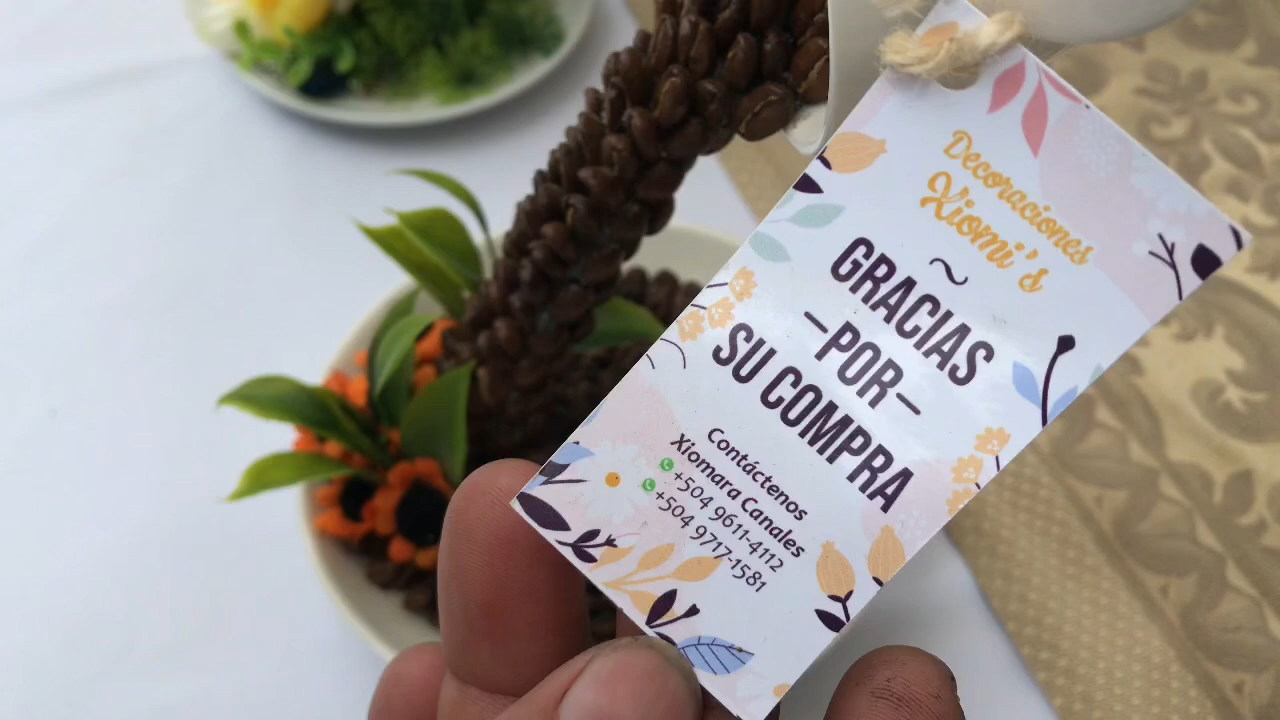 Decoraciones
Xiomi's
~
GRACIAS
–POR–
SU COMPRA
Contáctenos
Xiomara Canales
+504 9611-4112
+504 9717-1581